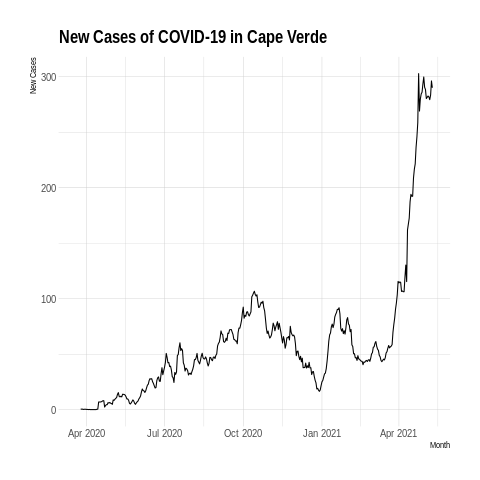 New Cases of COVID-19 in Cape Verde
New Cases
300
200
100
0
Apr 2020 Jul 2020 Oct 2020 Jan 2021 Apr 2021
Month